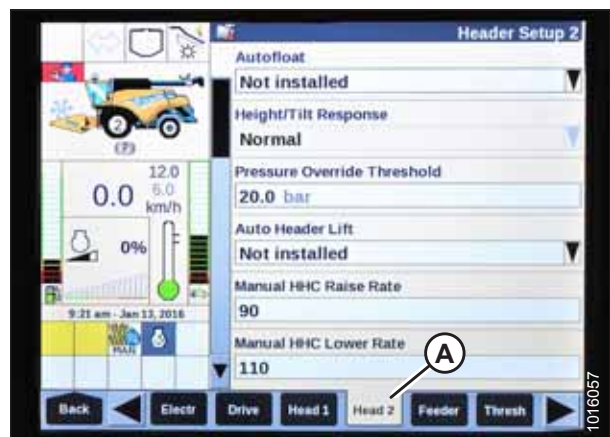 Header Setup 2
Autofloat
Not installed
Height/Tilt Response
Normal
Pressure Override Threshold
20.0 bar
Auto Header Lift
Not installed
Manual HHC Raise Rate
90
Manual HHC Lower Rate
110
2
(P)
12.0
0.0 6.0
km/h
0%
9:21 am - Jan 13, 2016
MAN
A
Back Electr Drive Head 1 Head 2 Feeder Thresh
1016057